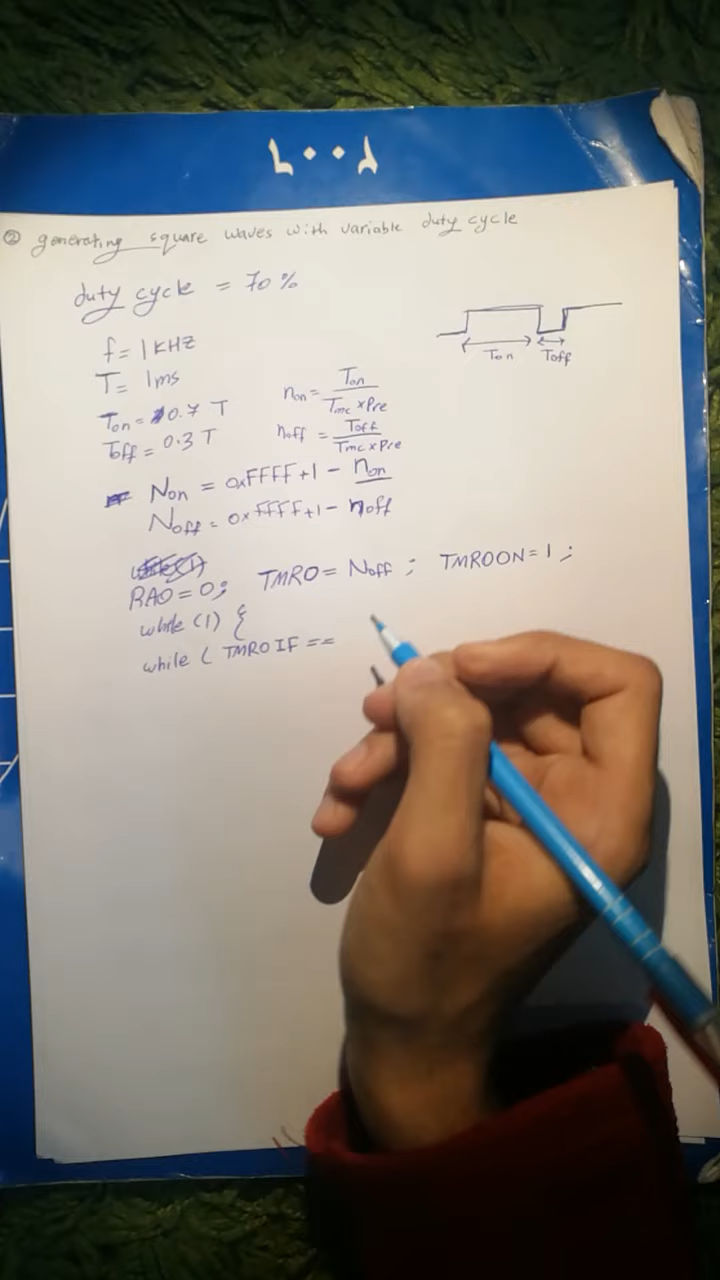 ② generating square waves with variable duty cycle
duty cycle = 70%
f = 1 KHZ
T = 1ms
Ton = 0.7 T
Toff = 0.3 T
non = Ton / Tmc × Pre
noff = Toff / Tmc × Pre
Ton Toff
Non = 0xFFFF + 1 - non
Noff = 0xFFFF + 1 - noff
RA0 = 0; TMR0 = Noff; TMR0ON = 1;
while (1) {
while ( TMR0IF ==